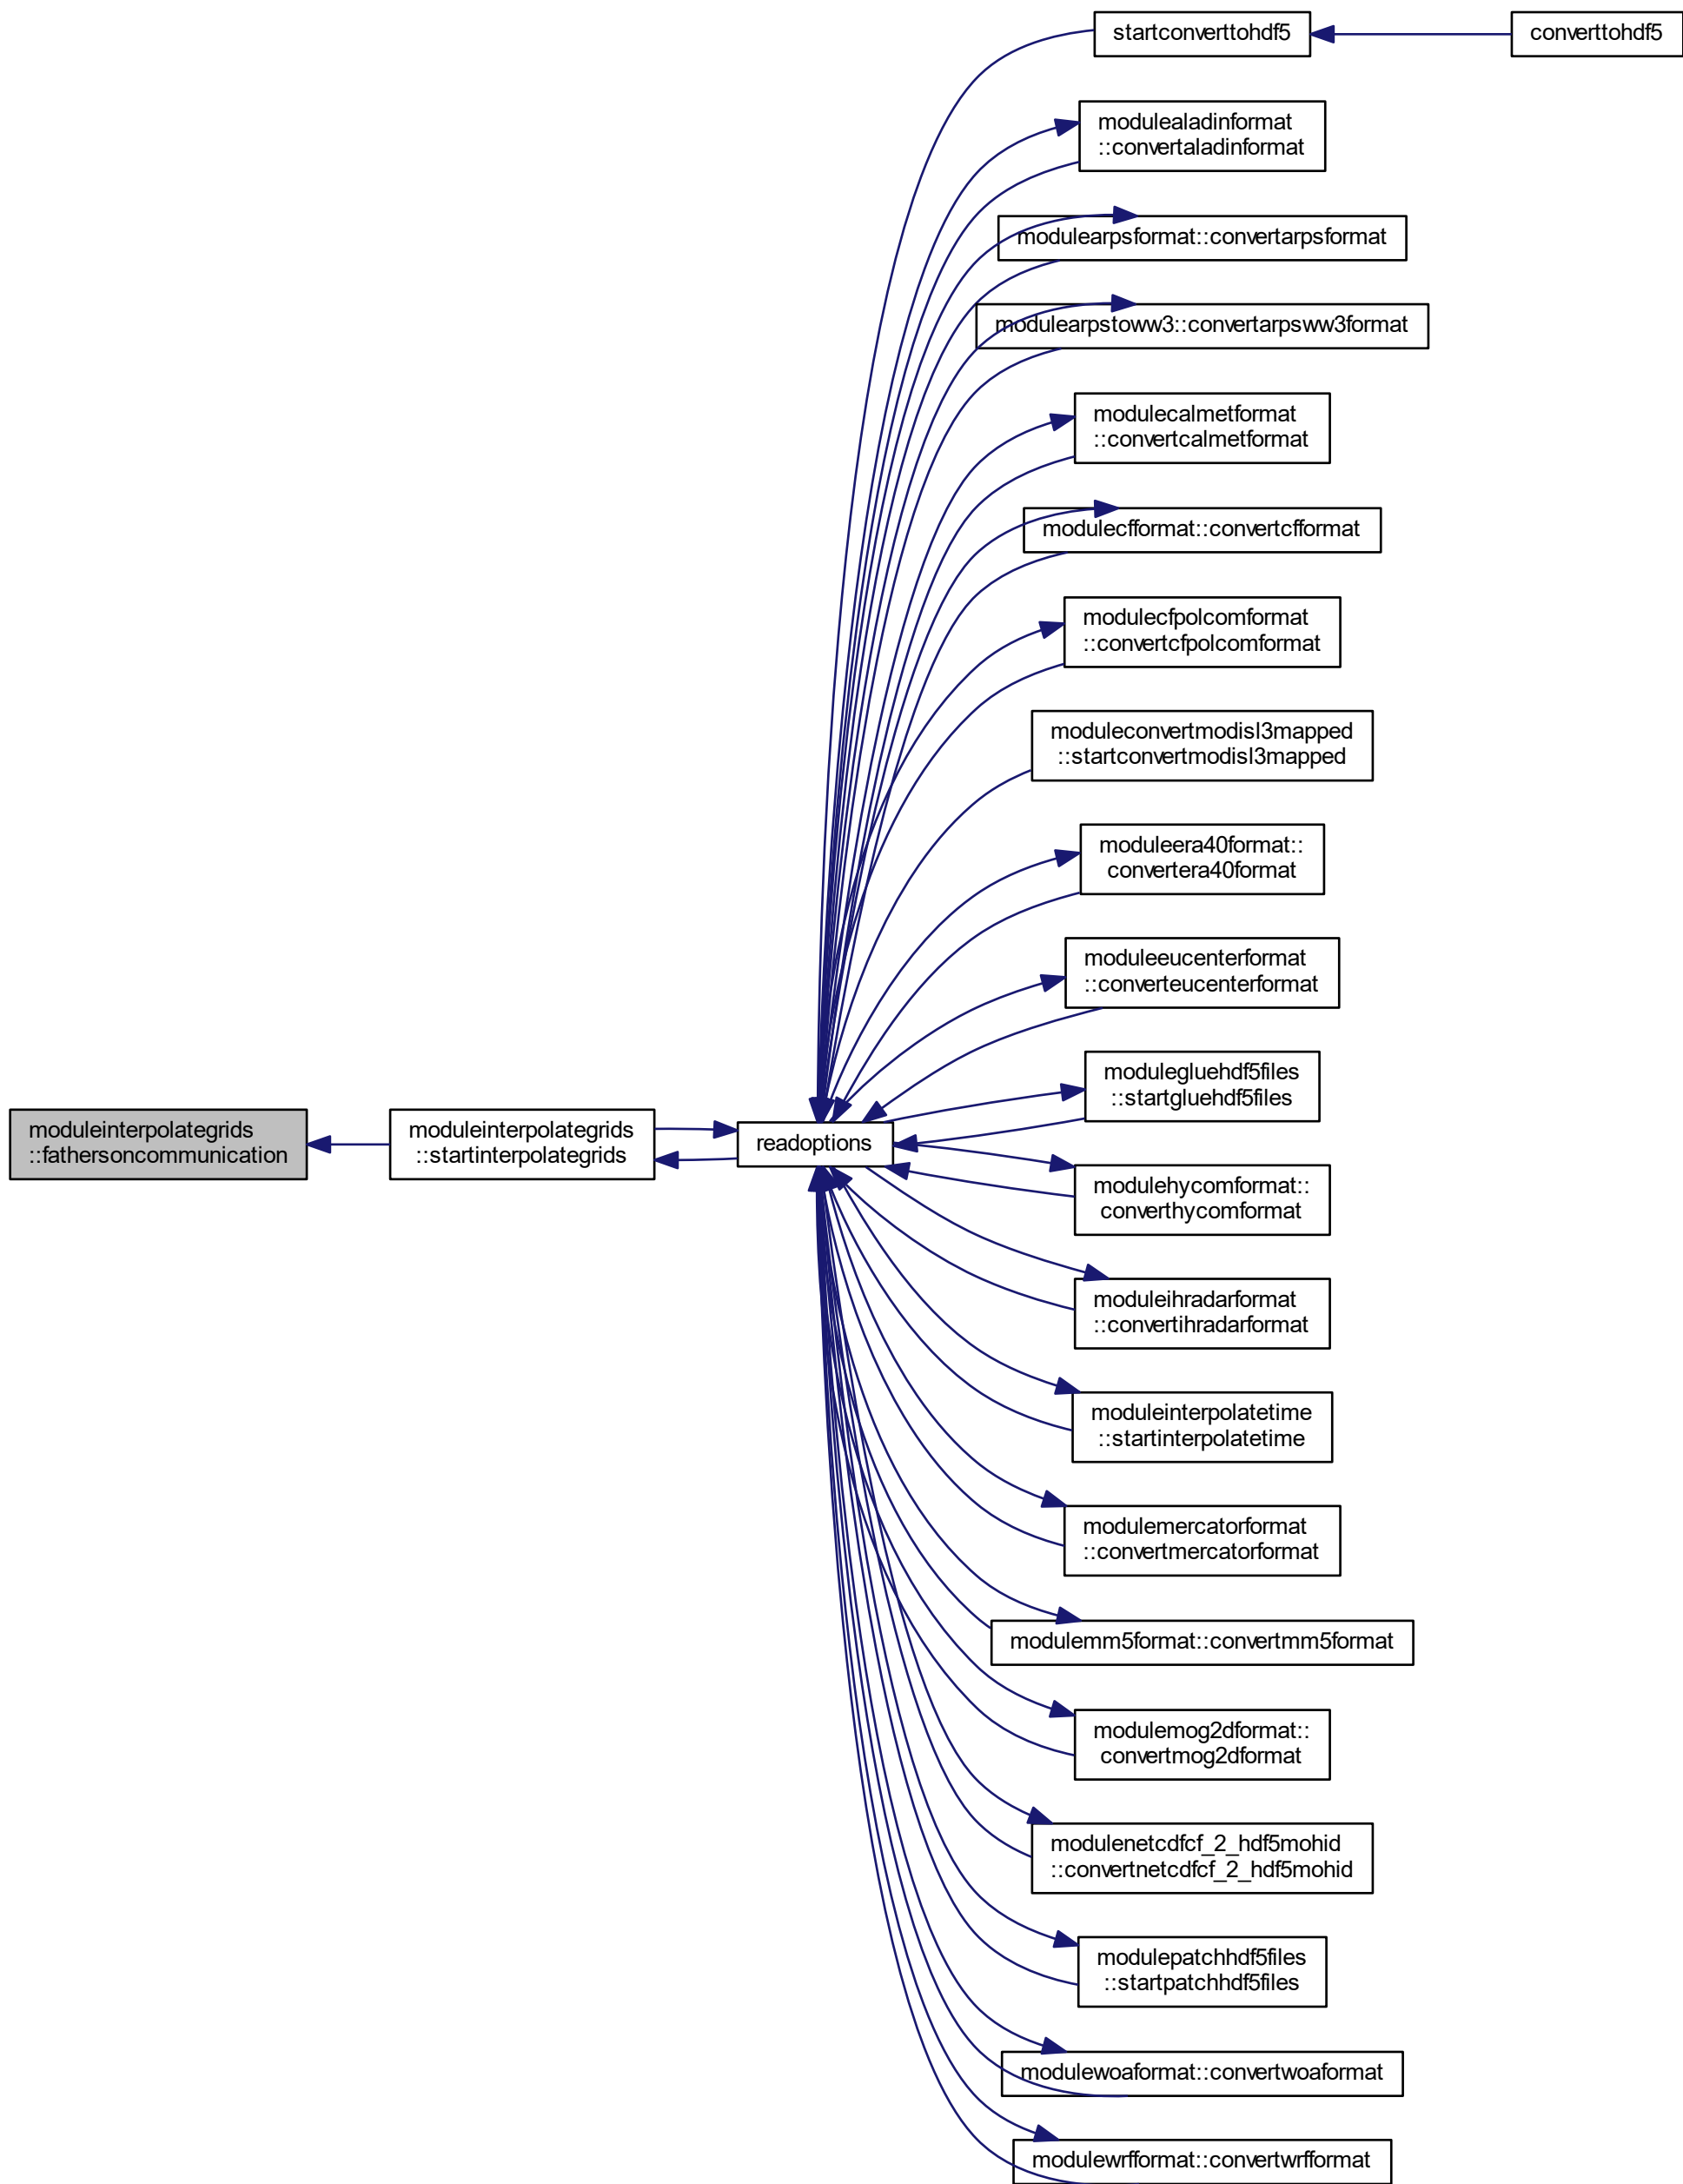 startconverttohdf5
converttohdf5
modulealadinformat
::convertaladinformat
modulearpsformat::convertarpsformat
modulearpstoww3::convertarpsww3format
modulecalmetformat
::convertcalmetformat
modulecfformat::convertcfformat
modulecfpolcomformat
::convertcfpolcomformat
moduleconvertmodisl3mapped
::startconvertmodisl3mapped
moduleera40format::
convertera40format
moduleeucenterformat
::converteucenterformat
modulegluehdf5files
::startgluehdf5files
moduleinterpolategrids
::fathersoncommunication
moduleinterpolategrids
::startinterpolategrids
readoptions
modulehycomformat::
converthycomformat
moduleihradarformat
::convertihradarformat
moduleinterpolatetime
::startinterpolatetime
modulemercatorformat
::convertmercatorformat
modulemm5format::convertmm5format
modulemog2dformat::
convertmog2dformat
modulenetcdfcf_2_hdf5mohid
::convertnetcdfcf_2_hdf5mohid
modulepatchhdf5files
::startpatchhdf5files
modulewoaformat::convertwoaformat
modulewrfformat::convertwrfformat